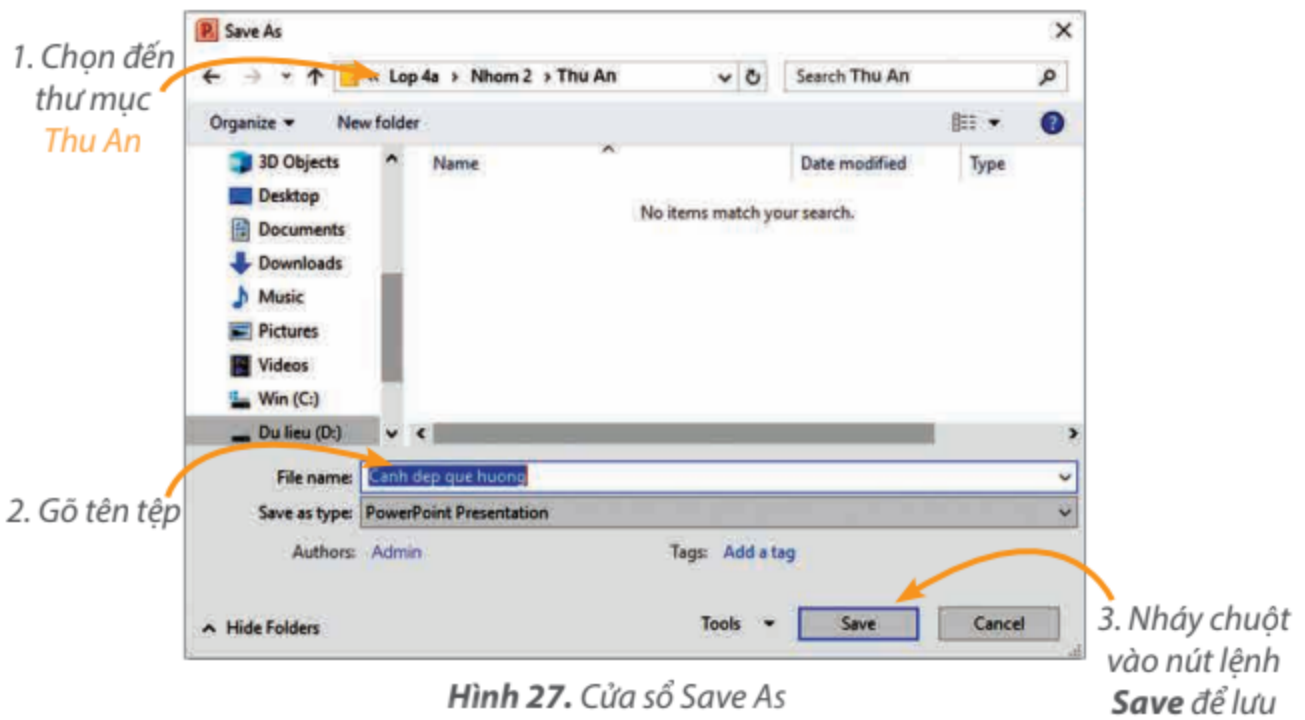 Save As
1. Chọn đến
thư mục
Thu An
« Lop 4a › Nhom 2 › Thu An
Search Thu An
Organize
New folder
3D Objects
Desktop
Documents
Downloads
Music
Pictures
Videos
Win (C:)
Du lieu (D:)
Name
Date modified
Type
No items match your search.
2. Gõ tên tệp
File name: Canh dep que huong
Save as type: PowerPoint Presentation
Authors: Admin
Tags: Add a tag
Hide Folders
Tools
Save
Cancel
3. Nháy chuột
vào nút lệnh
Save để lưu
Hình 27. Cửa sổ Save As